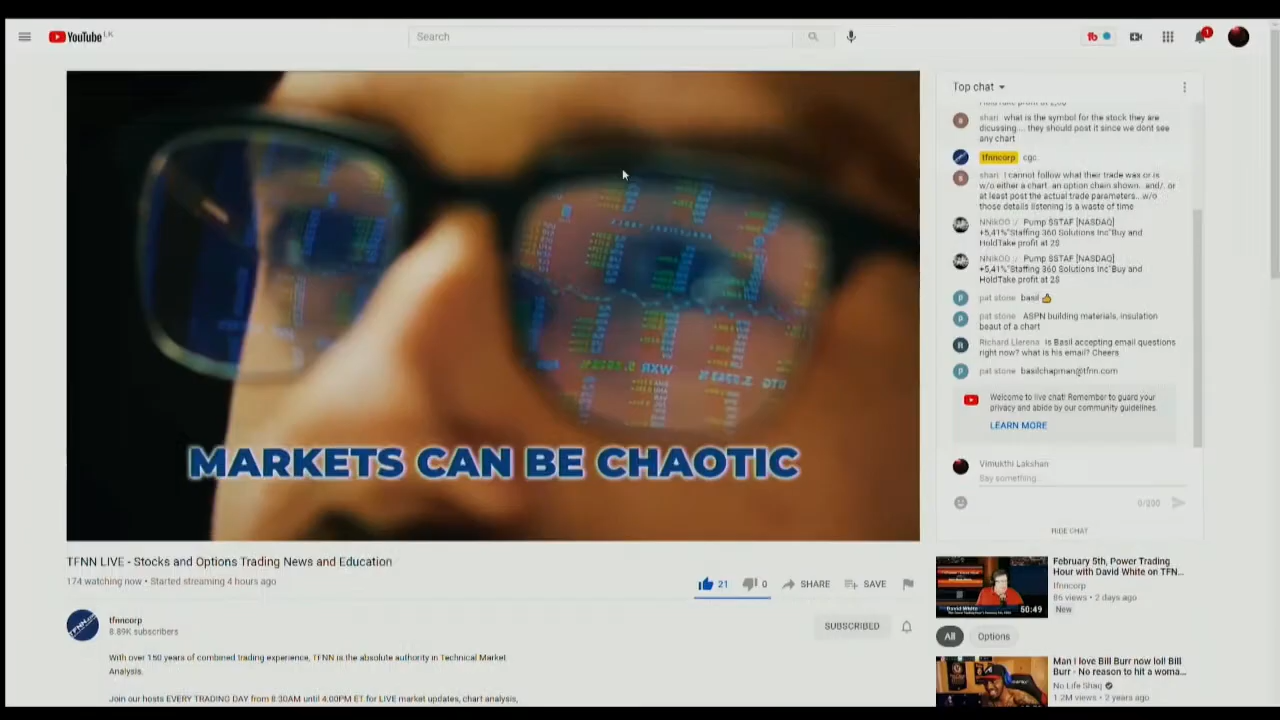 YouTube LK
Search
1
MARKETS CAN BE CHAOTIC
TFNN LIVE - Stocks and Options Trading News and Education
174 watching now • Started streaming 4 hours ago
21
0
SHARE
SAVE
tfnncorp
8.89K subscribers
SUBSCRIBED
With over 150 years of combined trading experience, TFNN is the absolute authority in Technical Market
Analysis.
Join our hosts EVERY TRADING DAY from 8:30AM until 4:00PM ET for LIVE market updates, chart analysis,
Top chat
shari what is the symbol for the stock they are
dicussing.... they should post it since we dont see
any chart
tfnncorp cgc
shari I cannot follow what their trade was or is
w/o either a chart. an option chain shown. and/. or
at least post the actual trade parameters.. w/o
those details listening is a waste of time
Pump $STAF [NASDAQ]
+5,41%"Staffing 360 Solutions Inc"Buy and
HoldTake profit at 2$
Pump $STAF [NASDAQ]
+5,41%"Staffing 360 Solutions Inc"Buy and
HoldTake profit at 2$
P pat stone basil
P pat stone ASPN building materials, insulation
beaut of a chart
R Richard Llerena Is Basil accepting email questions
right now? what is his email? Cheers
P pat stone basilchapman@tfnn.com
Welcome to live chat! Remember to guard your
privacy and abide by our community guidelines.
LEARN MORE
Vimukthi Lakshan
Say something...
0/200
HIDE CHAT
David White
50:49
February 5th, Power Trading
Hour with David White on TFN...
tfnncorp
86 views • 2 days ago
New
All
Options
Man I love Bill Burr now lol! Bill
Burr - No reason to hit a woma...
No Life Shaq
1.2M views • 2 years ago